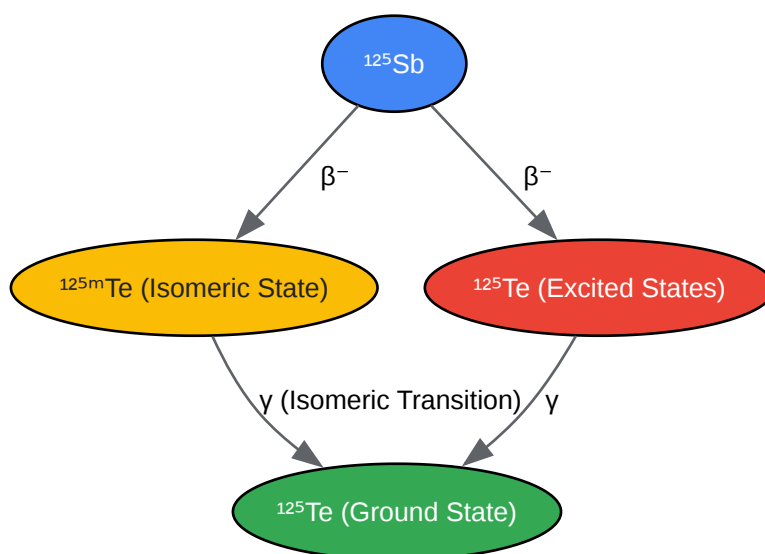 ¹²⁵Sb
β⁻
β⁻
¹²⁵ᵐTe (Isomeric State)
¹²⁵Te (Excited States)
γ (Isomeric Transition)
γ
¹²⁵Te (Ground State)